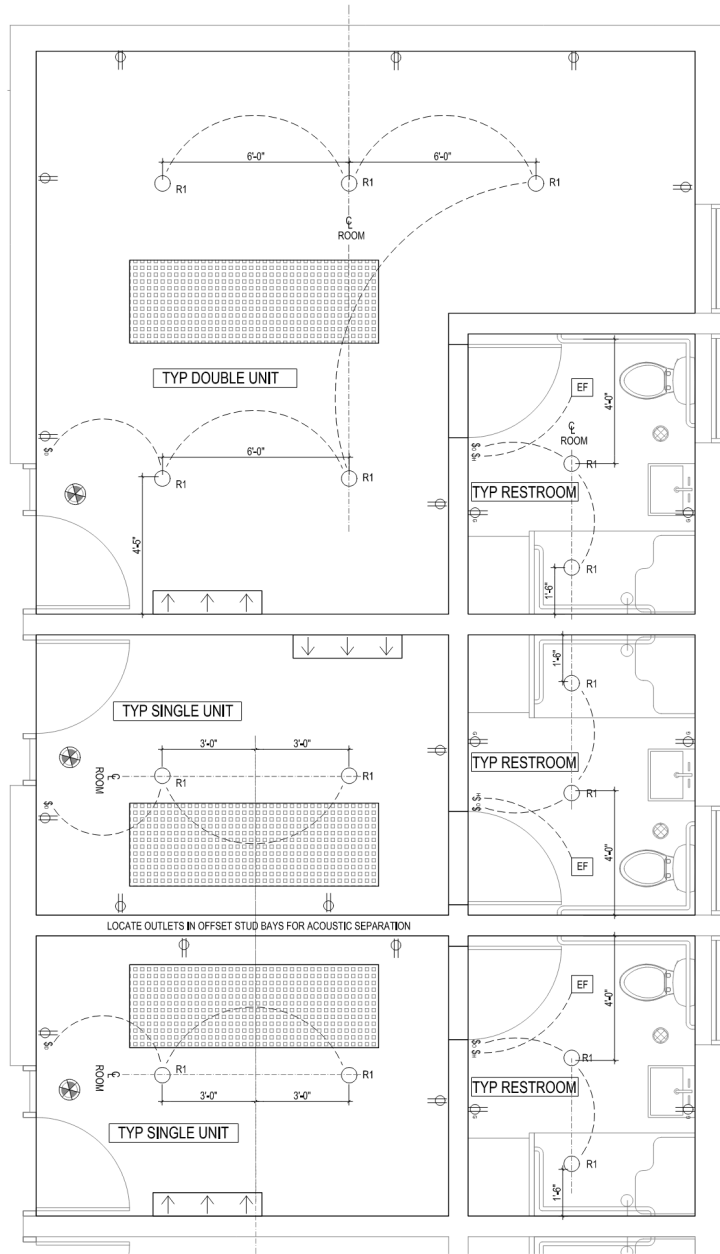 6'-0"
6'-0"
R1
R1
R1
℄
ROOM
TYP DOUBLE UNIT
EF
4'-0"
℄
ROOM
6'-0"
R1
R1
R1
TYP RESTROOM
G
G
4'-6"
R1
1'-6"
1'-6"
R1
TYP SINGLE UNIT
G
G
3'-0"
3'-0"
TYP RESTROOM
℄
ROOM
R1
R1
R1
4'-0"
EF
LOCATE OUTLETS IN OFFSET STUD BAYS FOR ACOUSTIC SEPARATION
EF
4'-0"
R1
℄
ROOM
R1
R1
3'-0"
3'-0"
TYP RESTROOM
G
G
TYP SINGLE UNIT
R1
1'-6"